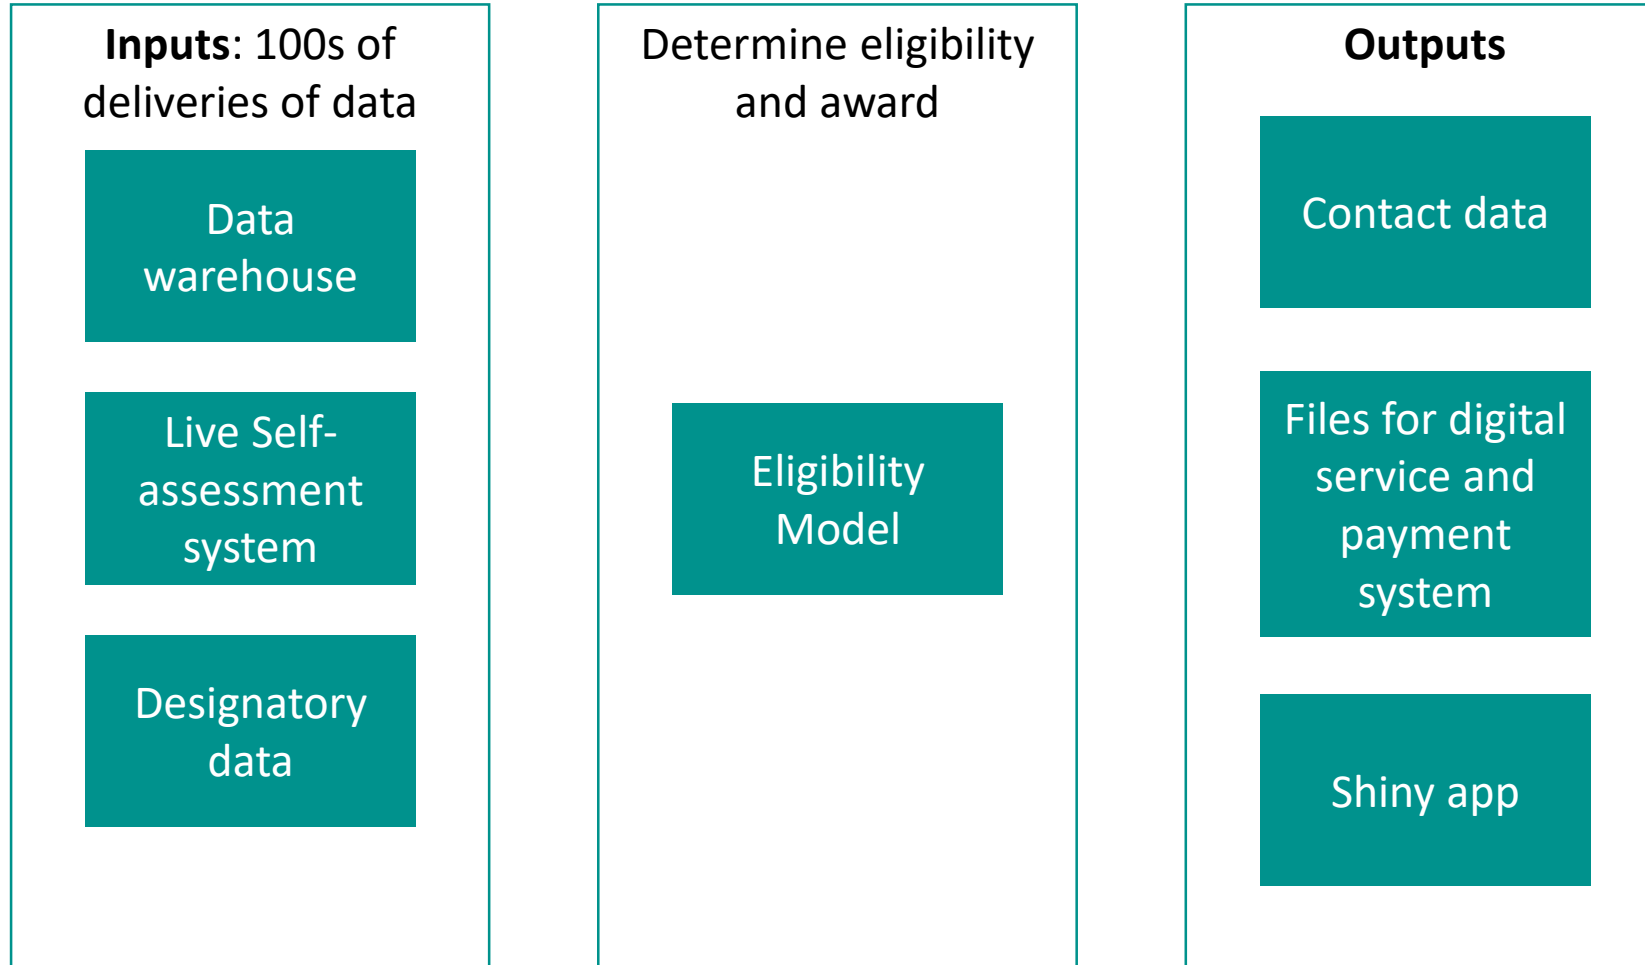 Inputs: 100s of
deliveries of data
Data
warehouse
Live Self-
assessment
system
Designatory
data
Determine eligibility
and award
Eligibility
Model
Outputs
Contact data
Files for digital
service and
payment
system
Shiny app